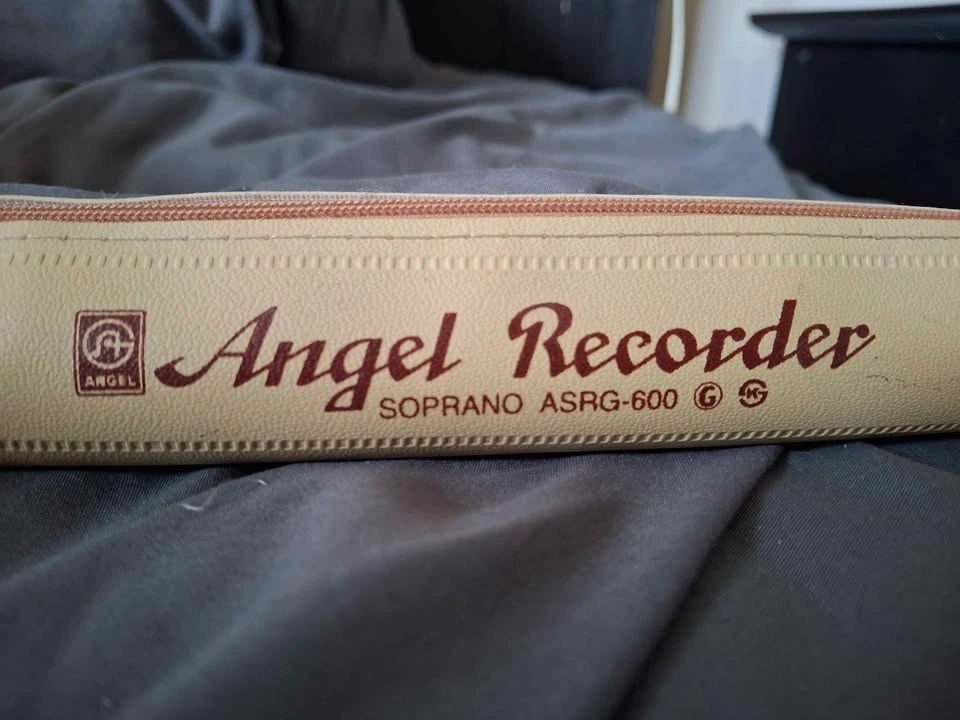 ANGEL
Angel Recorder
SOPRANO ASRG-600 G K